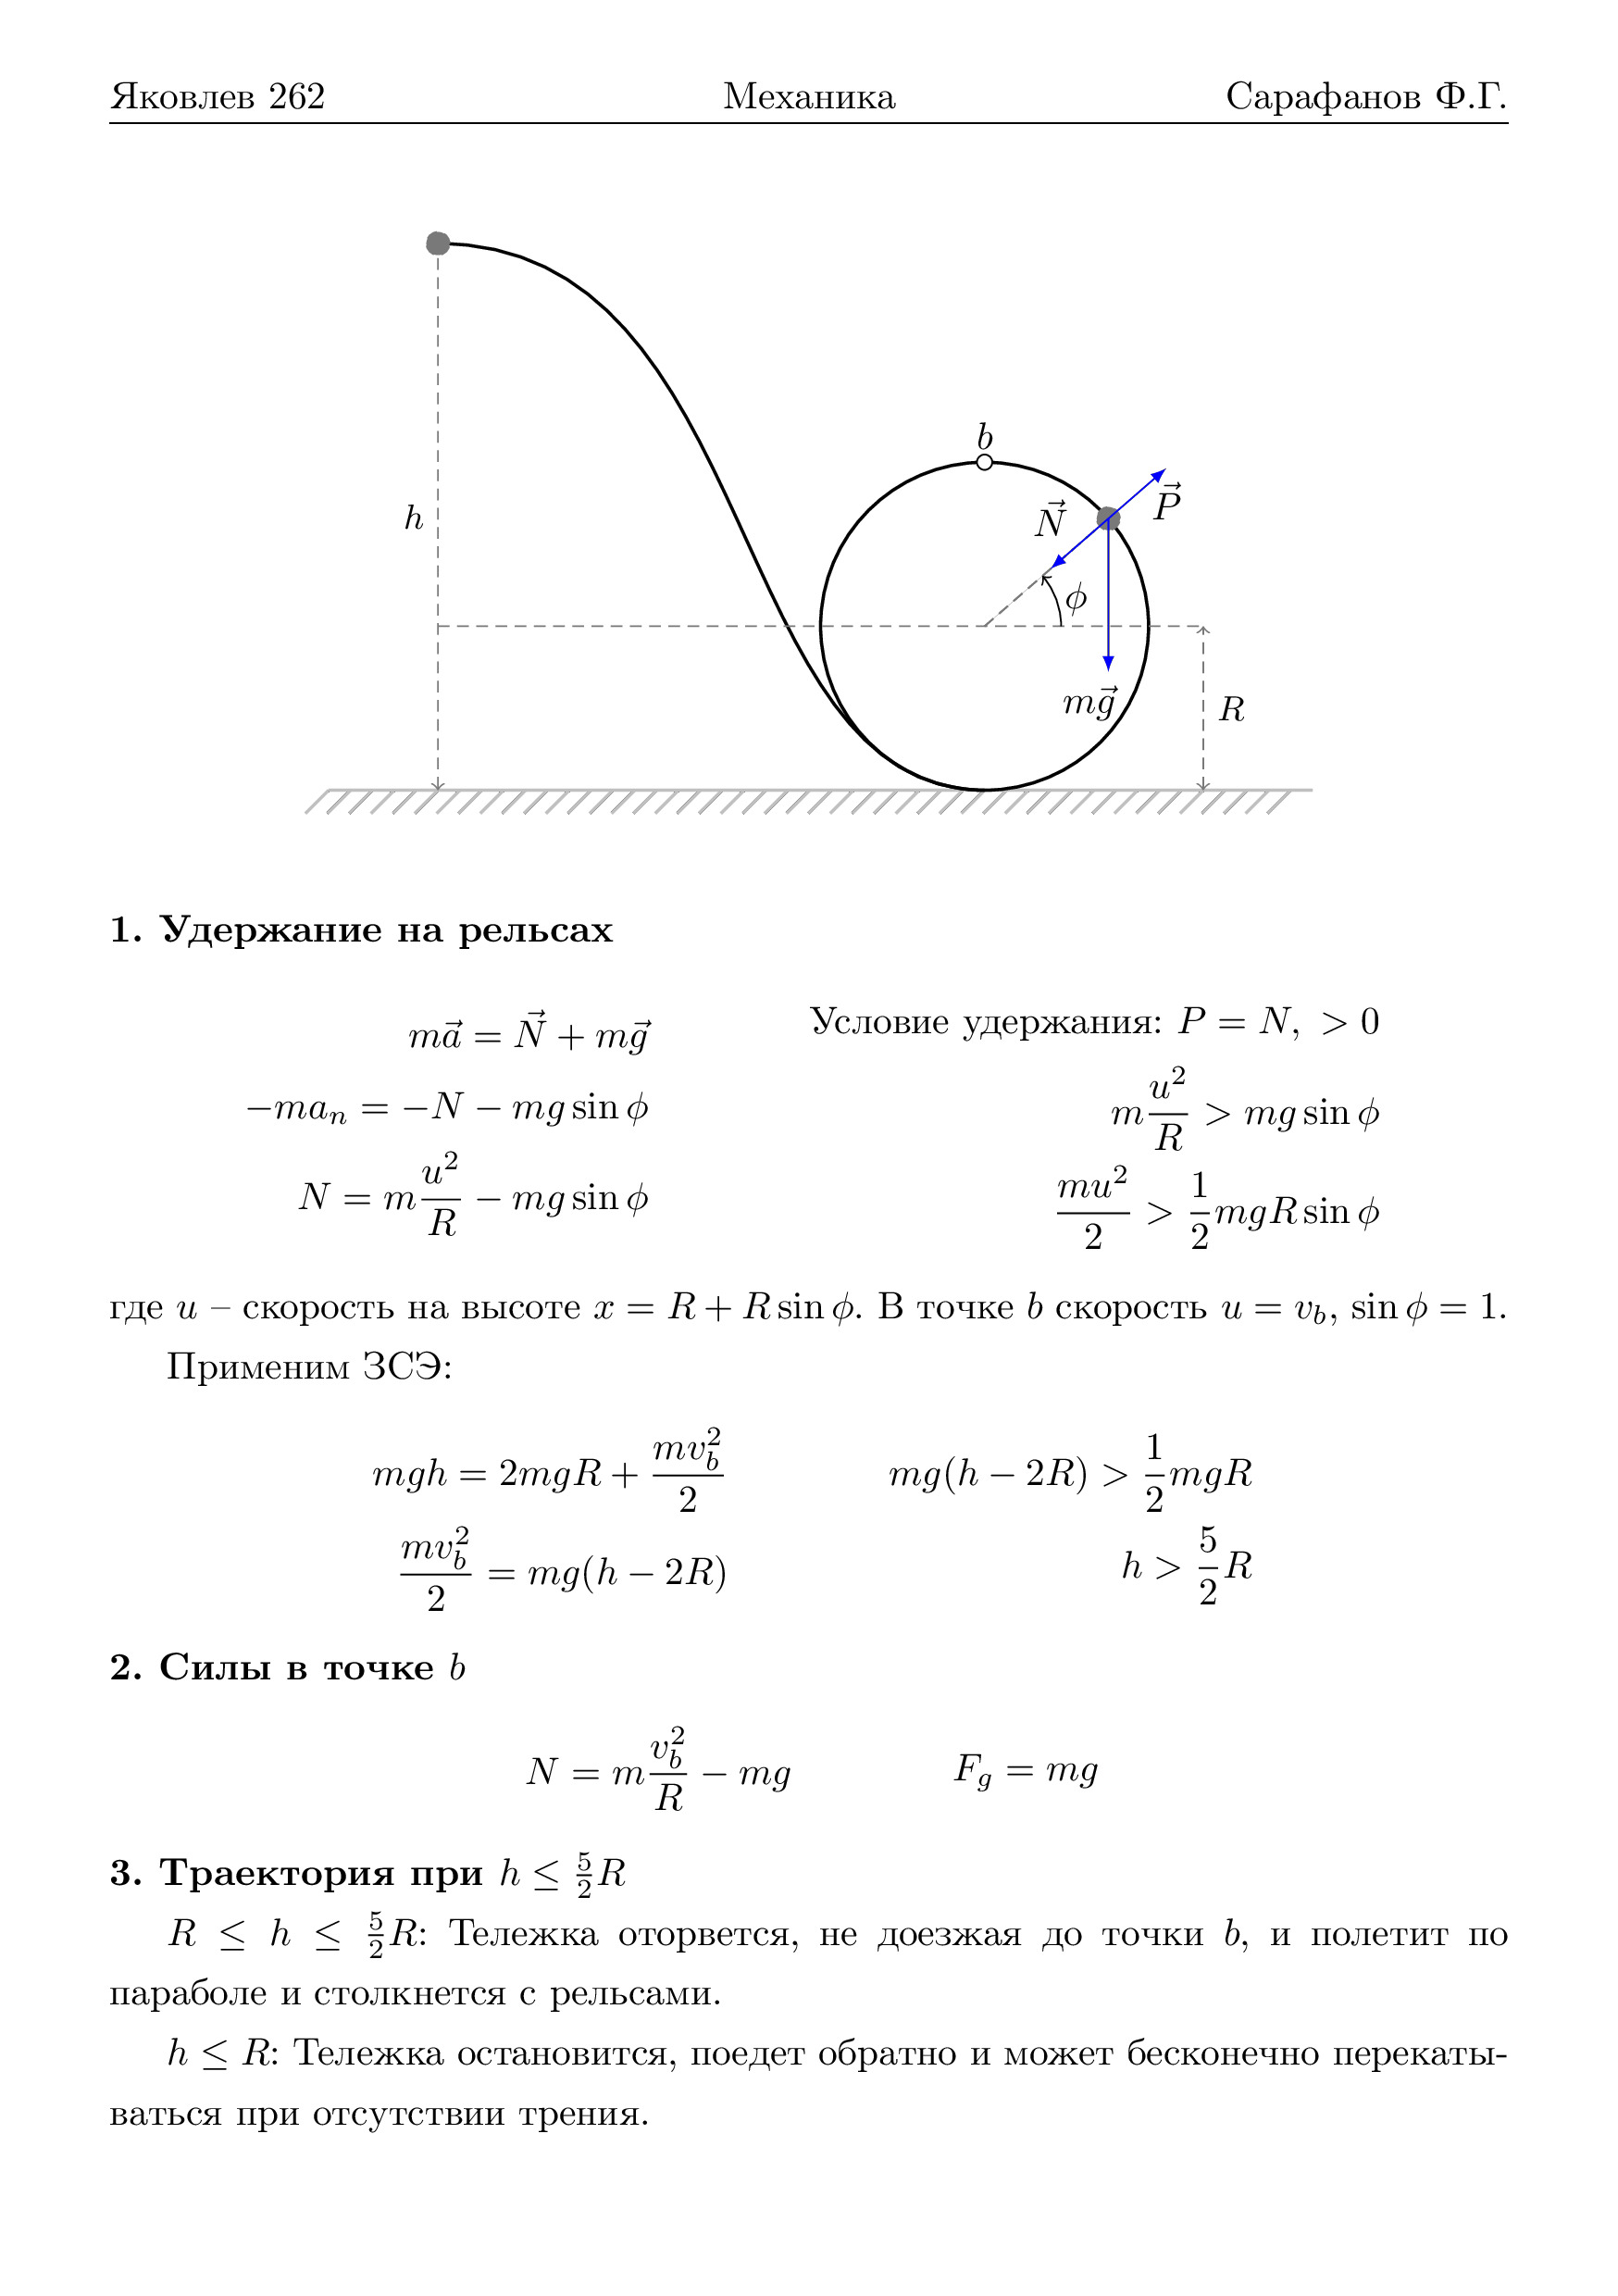 Яковлев 262 Механика Сарафанов Ф.Г.
b
$\vec{P}$
$\vec{N}$
h
$\phi$
$m\vec{g}$
R
1. Удержание на рельсах
$m\vec{a} = \vec{N} + m\vec{g}$
$-ma_n = -N - mg \sin \phi$
$N = m\frac{u^2}{R} - mg \sin \phi$
Условие удержания: $P = N, > 0$
$m\frac{u^2}{R} > mg \sin \phi$
$\frac{mu^2}{2} > \frac{1}{2}mgR \sin \phi$
где $u$ – скорость на высоте $x = R + R \sin \phi$. В точке $b$ скорость $u = v_b$, $\sin \phi = 1$.
Применим ЗСЭ:
$mgh = 2mgR + \frac{mv_b^2}{2}$
$\frac{mv_b^2}{2} = mg(h - 2R)$
$mg(h - 2R) > \frac{1}{2}mgR$
$h > \frac{5}{2}R$
2. Силы в точке $b$
$N = m\frac{v_b^2}{R} - mg$ $F_g = mg$
3. Траектория при $h \leq \frac{5}{2}R$
$R \leq h \leq \frac{5}{2}R$: Тележка оторвется, не доезжая до точки $b$, и полетит по
параболе и столкнется с рельсами.
$h \leq R$: Тележка остановится, поедет обратно и может бесконечно перекаты-
ваться при отсутствии трения.